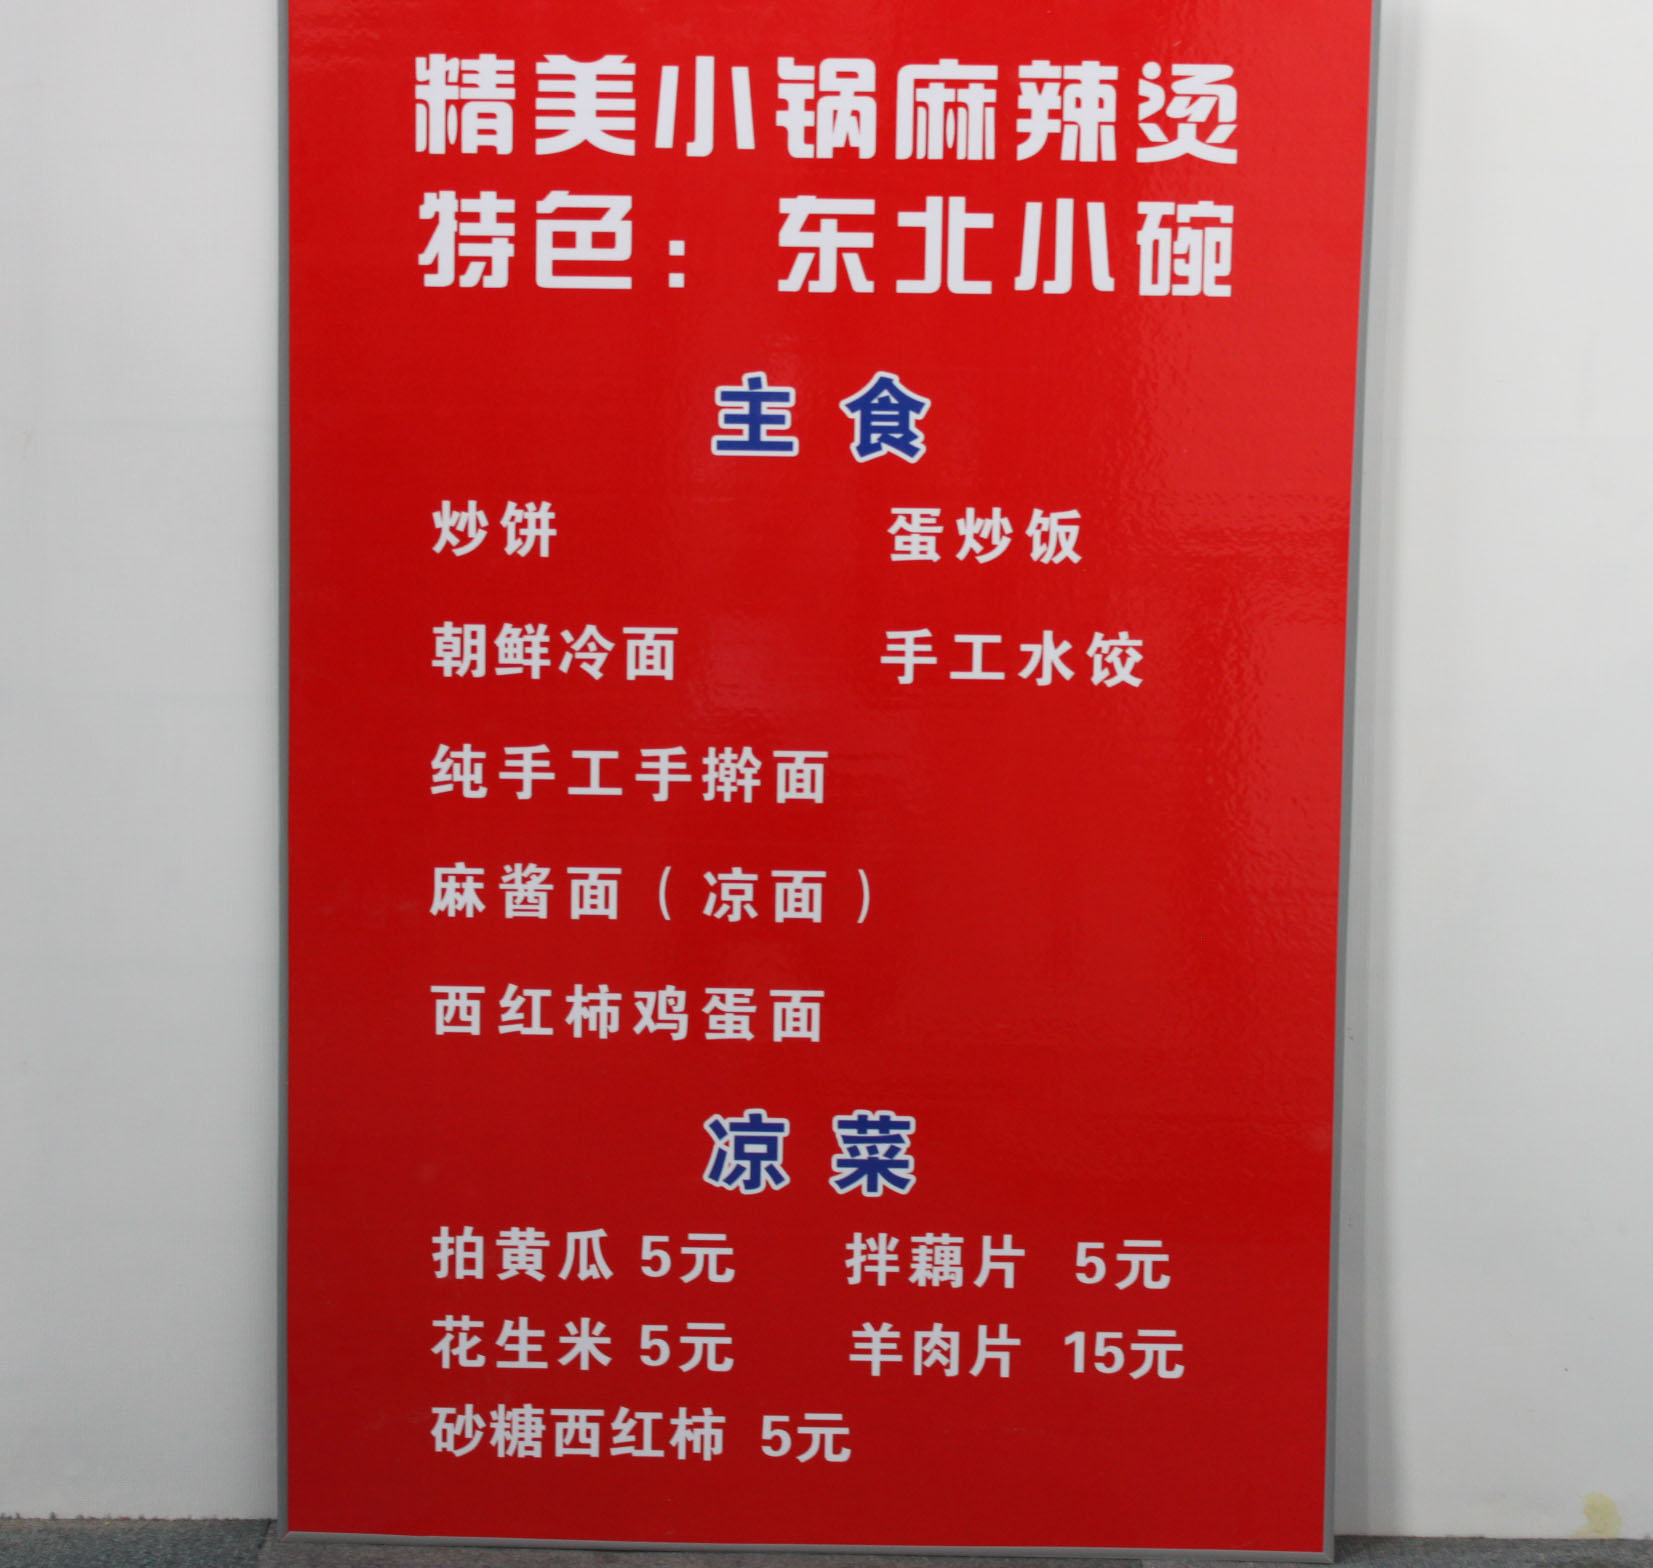 精美小锅麻辣烫
特色：东北小碗
主食
炒饼 蛋炒饭
朝鲜冷面 手工水饺
纯手工手擀面
麻酱面（凉面）
西红柿鸡蛋面
凉菜
拍黄瓜 5元 拌藕片 5元
花生米 5元 羊肉片 15元
砂糖西红柿 5元